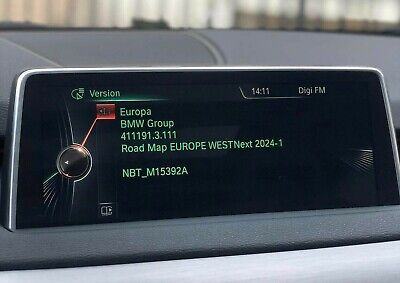 Version
14:11
Digi FM
Europa
BMW Group
411191.3.111
Road Map EUROPE WESTNext 2024-1
NBT_M15392A